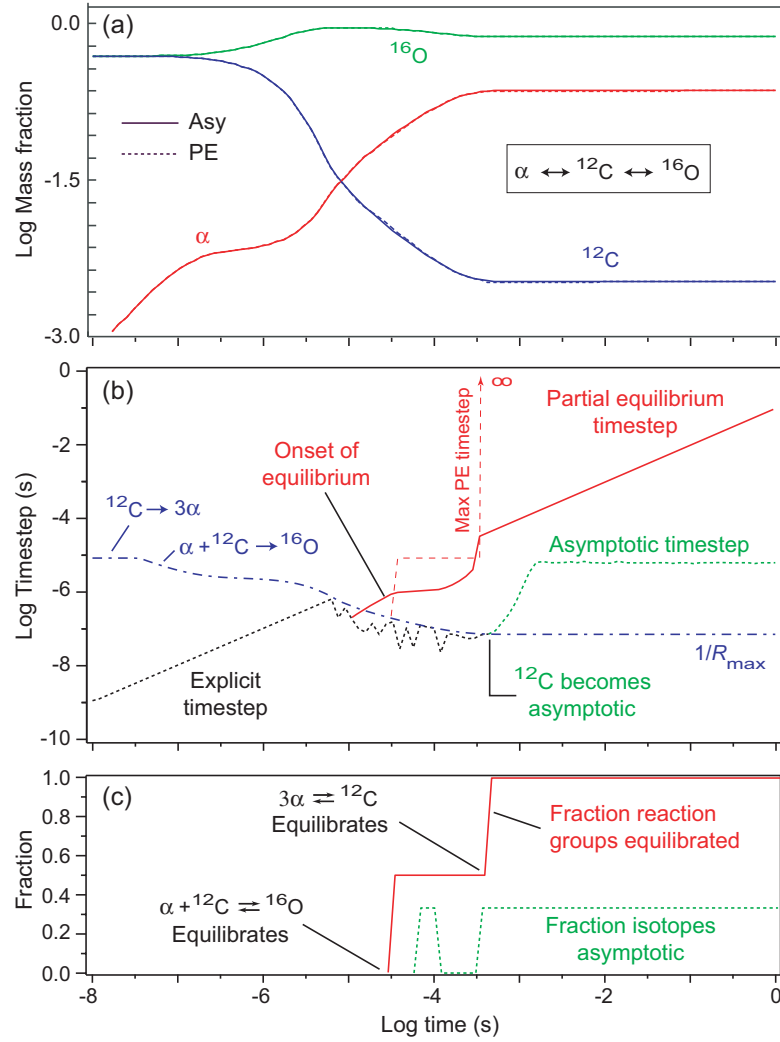 (a)
0.0
-1.5
-3.0
Log Mass fraction
16O
Asy
PE
α ↔ 12C ↔ 16O
α
12C
(b)
0
-2
-4
-6
-8
-10
Log Timestep (s)
∞
Max PE timestep
Partial equilibrium
timestep
Onset of
equilibrium
12C → 3α
α + 12C → 16O
Asymptotic timestep
Explicit
timestep
1/Rmax
12C becomes
asymptotic
(c)
1.0
0.8
0.6
0.4
0.2
0.0
Fraction
3α ⇌ 12C
Equilibrates
Fraction reaction
groups equilibrated
α + 12C ⇌ 16O
Equilibrates
Fraction isotopes
asymptotic
-8
-6
-4
-2
0
Log time (s)